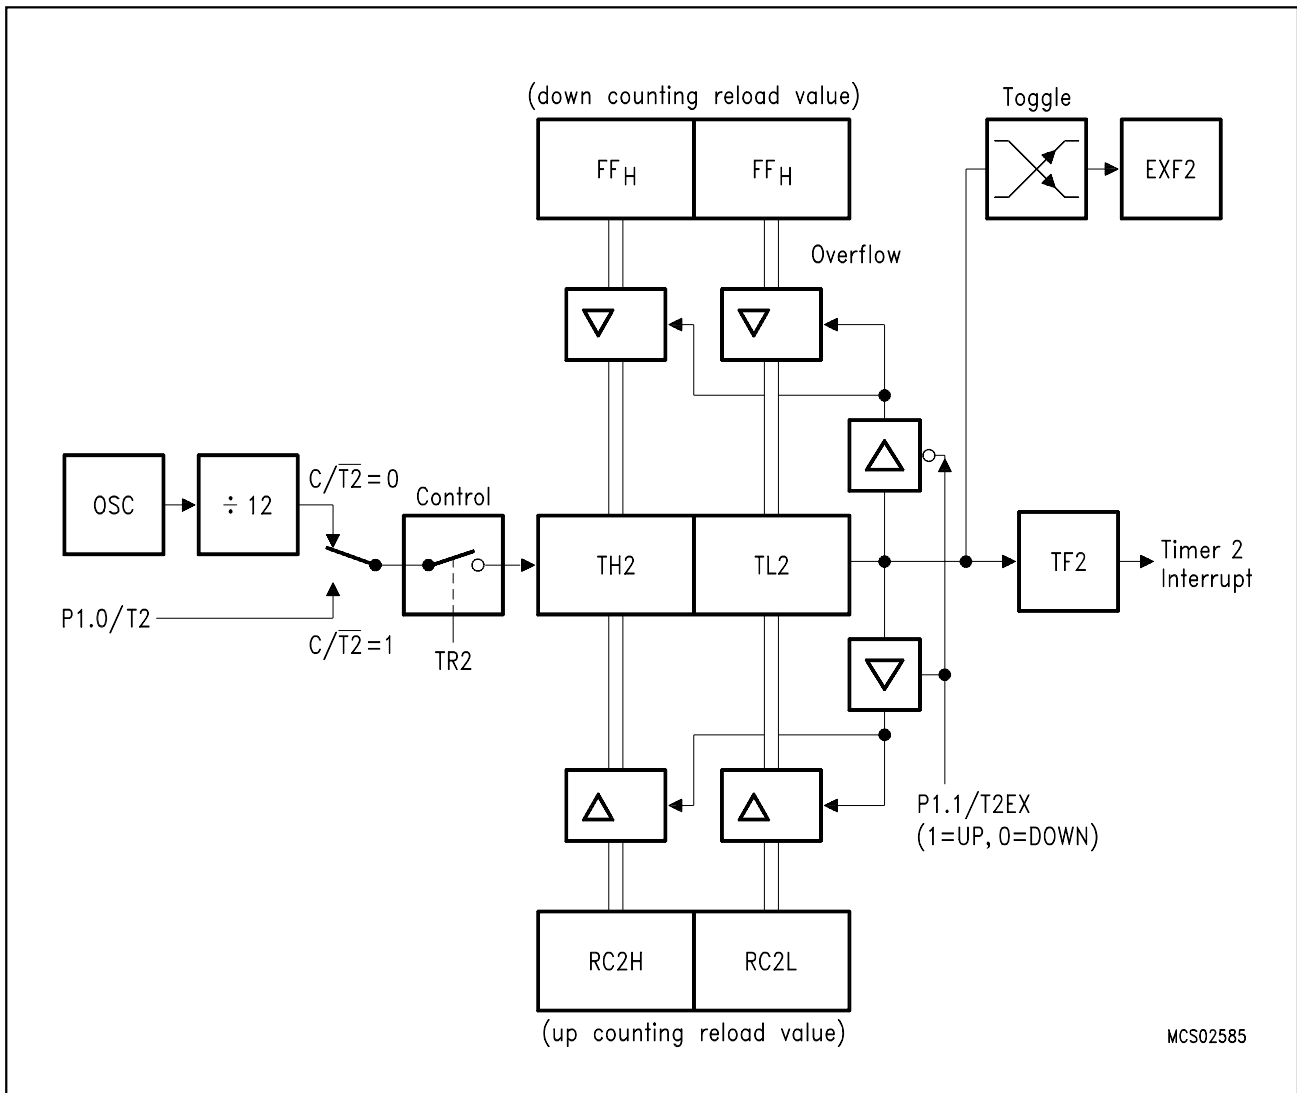 (down counting reload value)
Toggle
FFH
FFH
EXF2
Overflow
OSC
÷ 12
C/T̅2̅=0
Control
TH2
TL2
TF2
Timer 2
Interrupt
P1.0/T2
C/T̅2̅=1
TR2
P1.1/T2EX
(1=UP, 0=DOWN)
RC2H
RC2L
(up counting reload value)
MCS02585